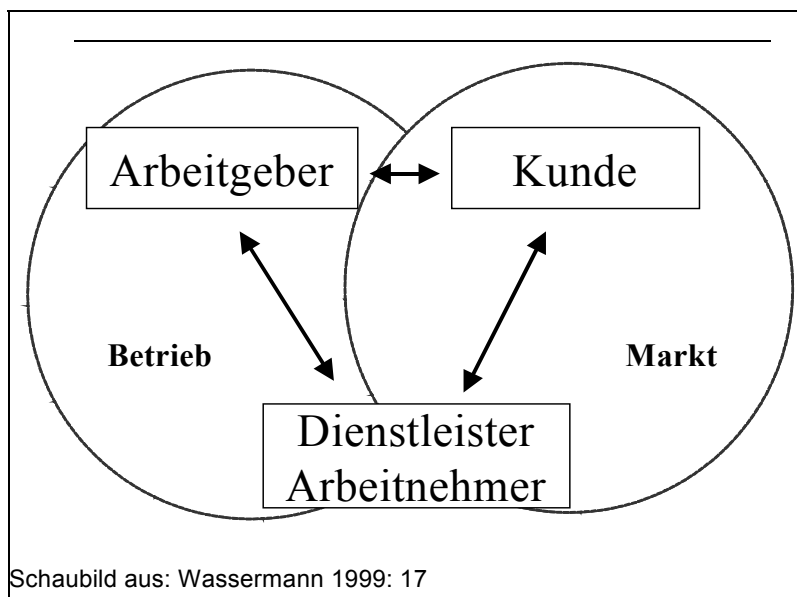 Arbeitgeber
Kunde
Betrieb
Markt
Dienstleister
Arbeitnehmer
Schaubild aus: Wassermann 1999: 17